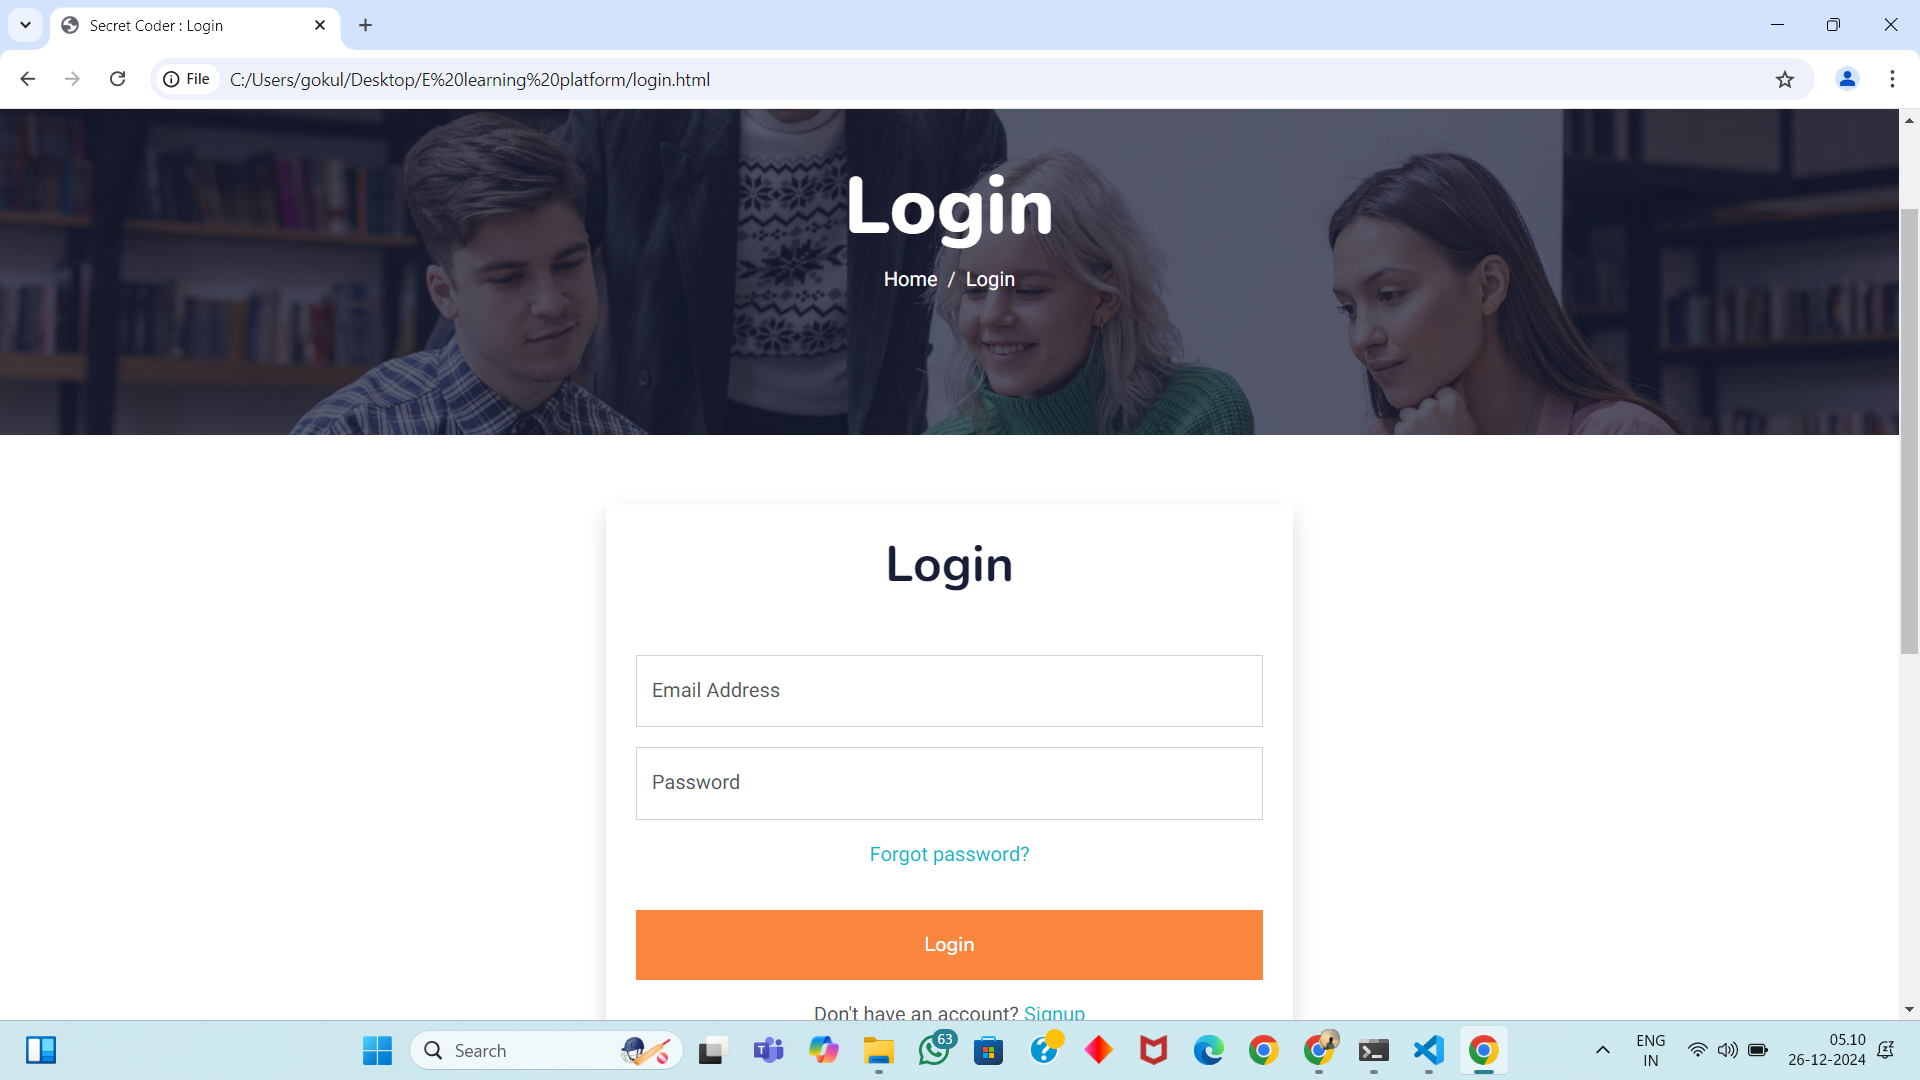 Secret Coder : Login
File
C:/Users/gokul/Desktop/E%20learning%20platform/login.html
Login
Home / Login
Login
Email Address
Password
Forgot password?
Login
Don't have an account? Signup
Search
63
ENG
IN
05.10
26-12-2024